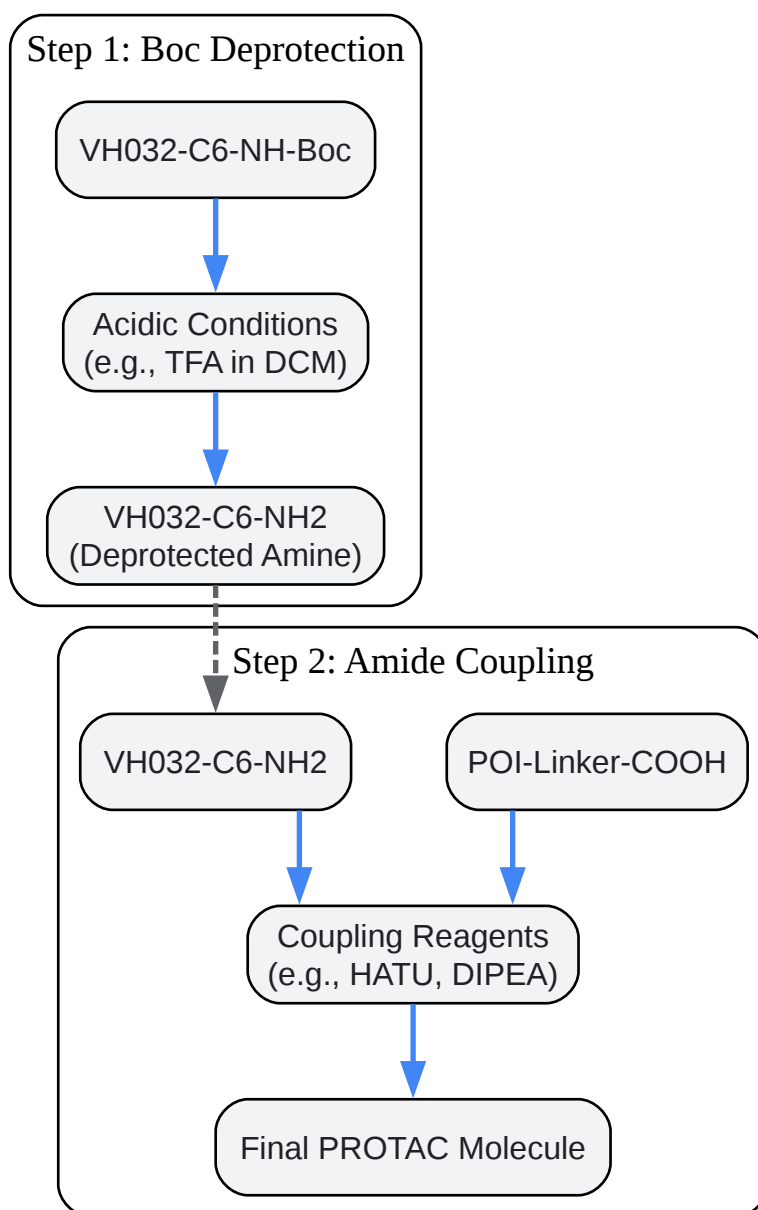 Step 1: Boc Deprotection
VH032-C6-NH-Boc
Acidic Conditions
(e.g., TFA in DCM)
VH032-C6-NH2
(Deprotected Amine)
Step 2: Amide Coupling
VH032-C6-NH2
POI-Linker-COOH
Coupling Reagents
(e.g., HATU, DIPEA)
Final PROTAC Molecule